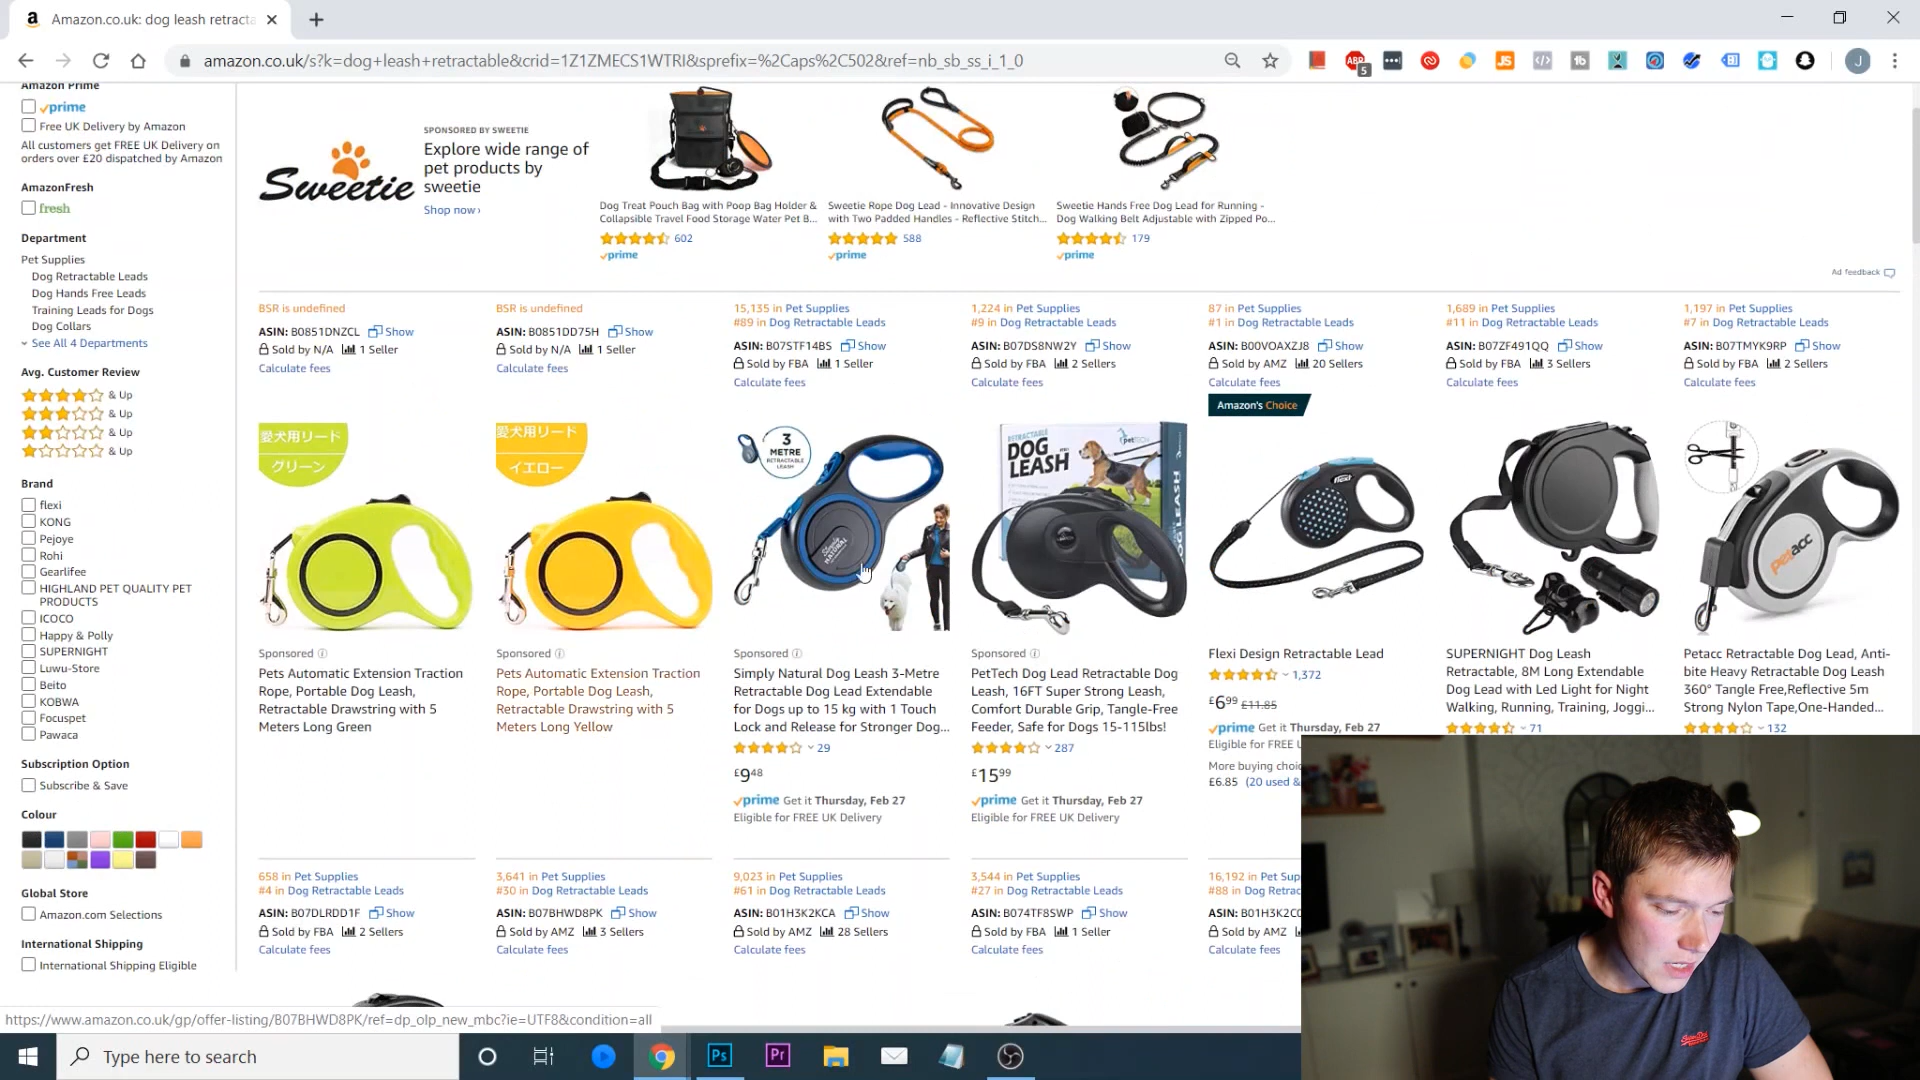 Amazon.co.uk: dog leash retracta
amazon.co.uk/s?k=dog+leash+retractable&crid=1Z1ZMECS1WTRI&sprefix=%2Caps%2C502&ref=nb_sb_ss_i_1_0
ABP
5
JS
tb
J
Amazon Prime
prime
Free UK Delivery by Amazon
All customers get FREE UK Delivery on
orders over £20 dispatched by Amazon
AmazonFresh
fresh
Department
Pet Supplies
Dog Retractable Leads
Dog Hands Free Leads
Training Leads for Dogs
Dog Collars
See All 4 Departments
Avg. Customer Review
& Up
& Up
& Up
& Up
Brand
flexi
KONG
Pejoye
Rohi
Gearlifee
HIGHLAND PET QUALITY PET
PRODUCTS
ICOCO
Happy & Polly
SUPERNIGHT
Luwu-Store
Beito
KOBWA
Focuspet
Pawaca
Subscription Option
Subscribe & Save
Colour
Global Store
Amazon.com Selections
International Shipping
International Shipping Eligible
Sweetie
SPONSORED BY SWEETIE
Explore wide range of
pet products by
sweetie
Shop now ›
Dog Treat Pouch Bag with Poop Bag Holder &
Collapsible Travel Food Storage Water Pet B...
602
prime
Sweetie Rope Dog Lead - Innovative Design
with Two Padded Handles - Reflective Stitch...
588
prime
Sweetie Hands Free Dog Lead for Running -
Dog Walking Belt Adjustable with Zipped Po...
179
prime
Ad feedback
BSR is undefined
ASIN: B0851DNZCL Show
Sold by N/A 1 Seller
Calculate fees
愛犬用リード
グリーン
Sponsored
Pets Automatic Extension Traction
Rope, Portable Dog Leash,
Retractable Drawstring with 5
Meters Long Green
BSR is undefined
ASIN: B0851DD75H Show
Sold by N/A 1 Seller
Calculate fees
愛犬用リード
イエロー
Sponsored
Pets Automatic Extension Traction
Rope, Portable Dog Leash,
Retractable Drawstring with 5
Meters Long Yellow
15,135 in Pet Supplies
#89 in Dog Retractable Leads
ASIN: B07STF14BS Show
Sold by FBA 1 Seller
Calculate fees
3
METRE
RETRACTABLE
LEASH
NATURAL
Sponsored
Simply Natural Dog Leash 3-Metre
Retractable Dog Lead Extendable
for Dogs up to 15 kg with 1 Touch
Lock and Release for Stronger Dog...
29
£9 48
prime Get it Thursday, Feb 27
Eligible for FREE UK Delivery
1,224 in Pet Supplies
#9 in Dog Retractable Leads
ASIN: B07DS8NW2Y Show
Sold by FBA 2 Sellers
Calculate fees
RETRACTABLE
DOG
LEASH
petTECH
DOG LEASH
Sponsored
PetTech Dog Lead Retractable Dog
Leash, 16FT Super Strong Leash,
Comfort Durable Grip, Tangle-Free
Feeder, Safe for Dogs 15-115lbs!
287
£15 99
prime Get it Thursday, Feb 27
Eligible for FREE UK Delivery
87 in Pet Supplies
#1 in Dog Retractable Leads
ASIN: B00VOAXZJ8 Show
Sold by AMZ 20 Sellers
Calculate fees
Amazon's Choice
flexi
Flexi Design Retractable Lead
1,372
£6 99 £11.85
prime Get it Thursday, Feb 27
Eligible for FREE U
More buying choic
£6.85 (20 used &
1,689 in Pet Supplies
#11 in Dog Retractable Leads
ASIN: B07ZF491QQ Show
Sold by FBA 3 Sellers
Calculate fees
SUPERNIGHT Dog Leash
Retractable, 8M Long Extendable
Dog Lead with Led Light for Night
Walking, Running, Training, Joggi...
71
1,197 in Pet Supplies
#7 in Dog Retractable Leads
ASIN: B07TMYK9RP Show
Sold by FBA 2 Sellers
Calculate fees
petacc
Petacc Retractable Dog Lead, Anti-
bite Heavy Retractable Dog Leash
360° Tangle Free,Reflective 5m
Strong Nylon Tape,One-Handed...
132
658 in Pet Supplies
#4 in Dog Retractable Leads
ASIN: B07DLRDD1F Show
Sold by FBA 2 Sellers
Calculate fees
3,641 in Pet Supplies
#30 in Dog Retractable Leads
ASIN: B07BHWD8PK Show
Sold by AMZ 3 Sellers
Calculate fees
9,023 in Pet Supplies
#61 in Dog Retractable Leads
ASIN: B01H3K2KCA Show
Sold by AMZ 28 Sellers
Calculate fees
3,544 in Pet Supplies
#27 in Dog Retractable Leads
ASIN: B074TF8SWP Show
Sold by FBA 1 Seller
Calculate fees
16,192 in Pet Sup
#88 in Dog Retrac
ASIN: B01H3K2C
Sold by AMZ
Calculate fees
https://www.amazon.co.uk/gp/offer-listing/B07BHWD8PK/ref=dp_olp_new_mbc?ie=UTF8&condition=all
Type here to search
Ps
Pr